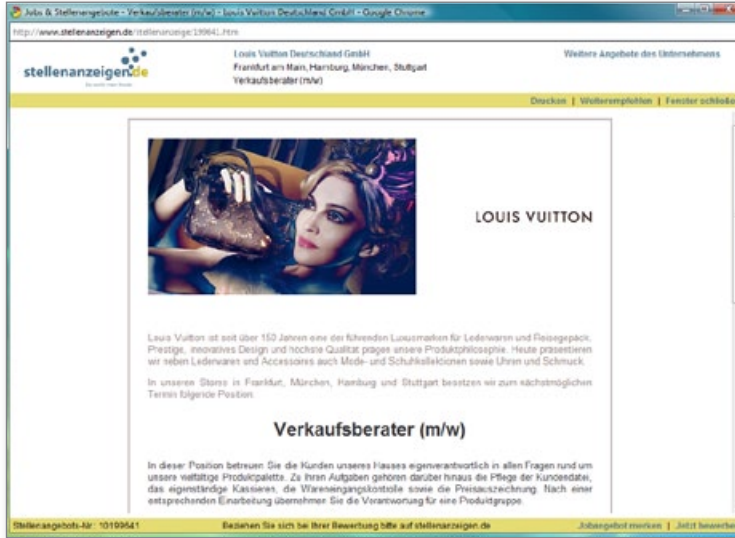 Jobs & Stellenangebote - Verkaufsberater (m/w) - Louis Vuitton Deutschland GmbH - Google Chrome
http://www.stellenanzeigen.de/stellenanzeige/199641.htm
stellenanzeigen.de
Louis Vuitton Deutschland GmbH
Frankfurt am Main, Hamburg, München, Stuttgart
Verkaufsberater (m/w)
Weitere Angebote des Unternehmens
Drucken | Weiterempfehlen | Fenster schließe
LOUIS VUITTON
Louis Vuitton ist seit über 150 Jahren eine der führenden Luxusmarken für Lederwaren und Reisegepäck.
Prestige, innovatives Design und höchste Qualität prägen unsere Produktphilosophie. Heute präsentieren
wir neben Lederwaren und Accessoires auch Mode- und Schuhkollektionen sowie Uhren und Schmuck.
In unseren Stores in Frankfurt, München, Hamburg und Stuttgart besetzen wir zum nächstmöglichen
Termin folgende Position:
Verkaufsberater (m/w)
In dieser Position betreuen Sie die Kunden unseres Hauses eigenverantwortlich in allen Fragen rund um
unsere vielfältige Produktpalette. Zu Ihren Aufgaben gehören darüber hinaus die Pflege der Kundendatei,
das eigenständige Kassieren, die Wareneingangskontrolle sowie die Preisauszeichnung. Nach einer
entsprechenden Einarbeitung übernehmen Sie die Verantwortung für eine Produktgruppe.
Stellenangebots-Nr.: 10199641
Beziehen Sie sich bei Ihrer Bewerbung bitte auf stellenanzeigen.de
Jobangebot merken | Jetzt bewerbe